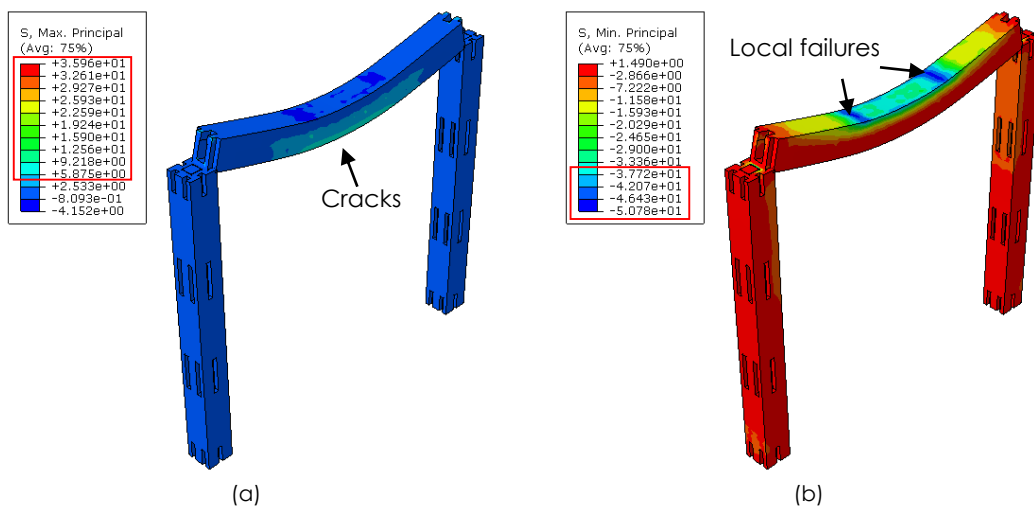 S, Max. Principal
(Avg: 75%)
+3.596e+01
+3.261e+01
+2.927e+01
+2.593e+01
+2.259e+01
+1.924e+01
+1.590e+01
+1.256e+01
+9.218e+00
+5.875e+00
+2.533e+00
-8.093e-01
-4.152e+00
Cracks
(a)
S, Min. Principal
(Avg: 75%)
+1.490e+00
-2.866e+00
-7.222e+00
-1.158e+01
-1.593e+01
-2.029e+01
-2.465e+01
-2.900e+01
-3.336e+01
-3.772e+01
-4.207e+01
-4.643e+01
-5.078e+01
Local failures
(b)